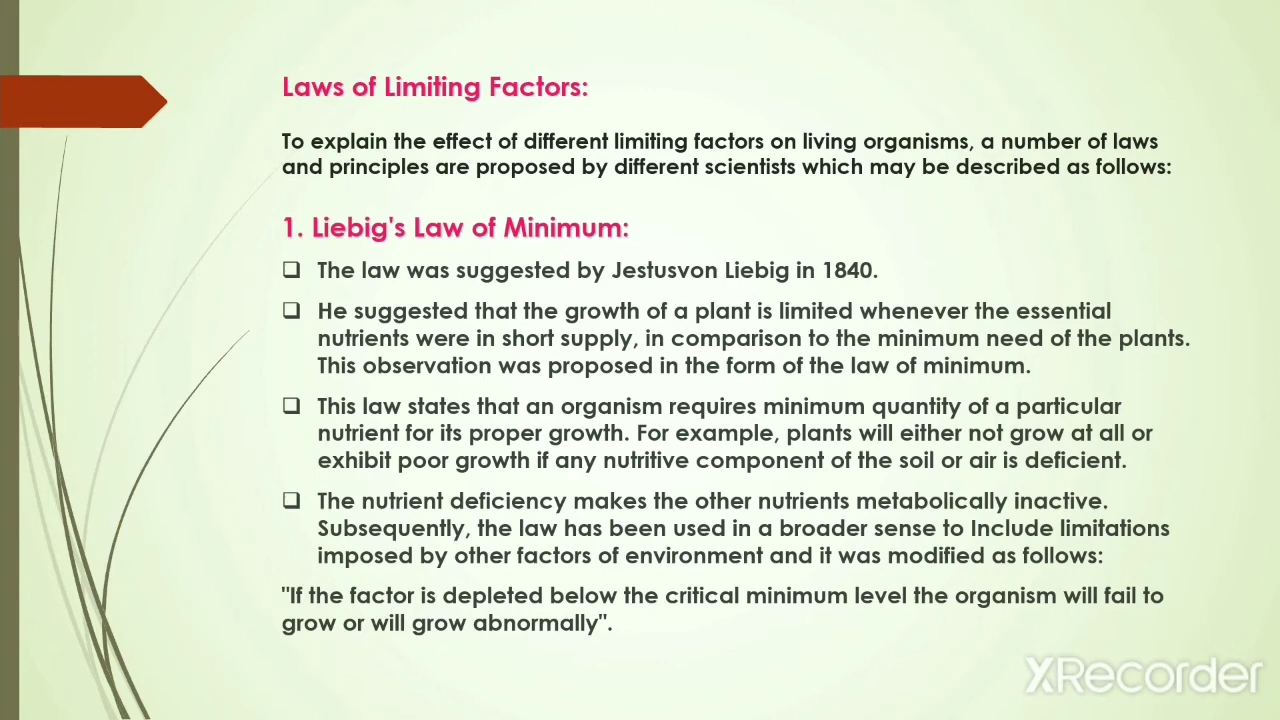 Laws of Limiting Factors:
To explain the effect of different limiting factors on living organisms, a number of laws
and principles are proposed by different scientists which may be described as follows:
1. Liebig's Law of Minimum:
❑ The law was suggested by Jestusvon Liebig in 1840.
❑ He suggested that the growth of a plant is limited whenever the essential
nutrients were in short supply, in comparison to the minimum need of the plants.
This observation was proposed in the form of the law of minimum.
❑ This law states that an organism requires minimum quantity of a particular
nutrient for its proper growth. For example, plants will either not grow at all or
exhibit poor growth if any nutritive component of the soil or air is deficient.
❑ The nutrient deficiency makes the other nutrients metabolically inactive.
Subsequently, the law has been used in a broader sense to Include limitations
imposed by other factors of environment and it was modified as follows:
"If the factor is depleted below the critical minimum level the organism will fail to
grow or will grow abnormally".
XRecorder